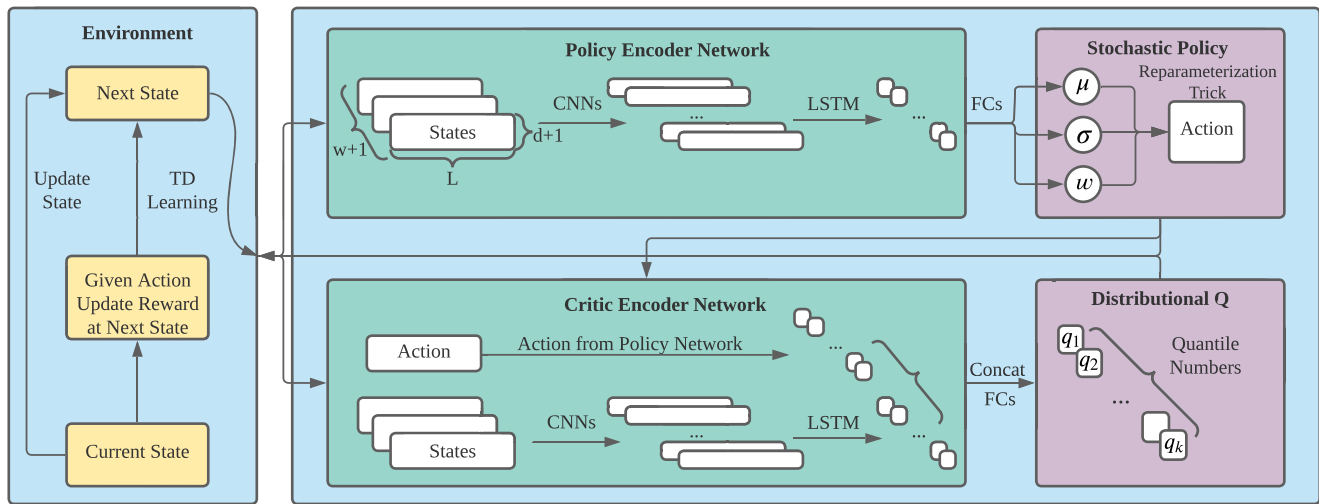 Environment
Next State
Update
State
TD
Learning
Given Action
Update Reward
at Next State
Current State
Policy Encoder Network
States
w+1
L
d+1
CNNs
...
LSTM
...
FCs
Stochastic Policy
Reparameterization
Trick
μ
σ
w
Action
Critic Encoder Network
Action
Action from Policy Network
...
States
CNNs
...
LSTM
...
Concat
FCs
Distributional Q
q1
q2
...
qk
Quantile
Numbers